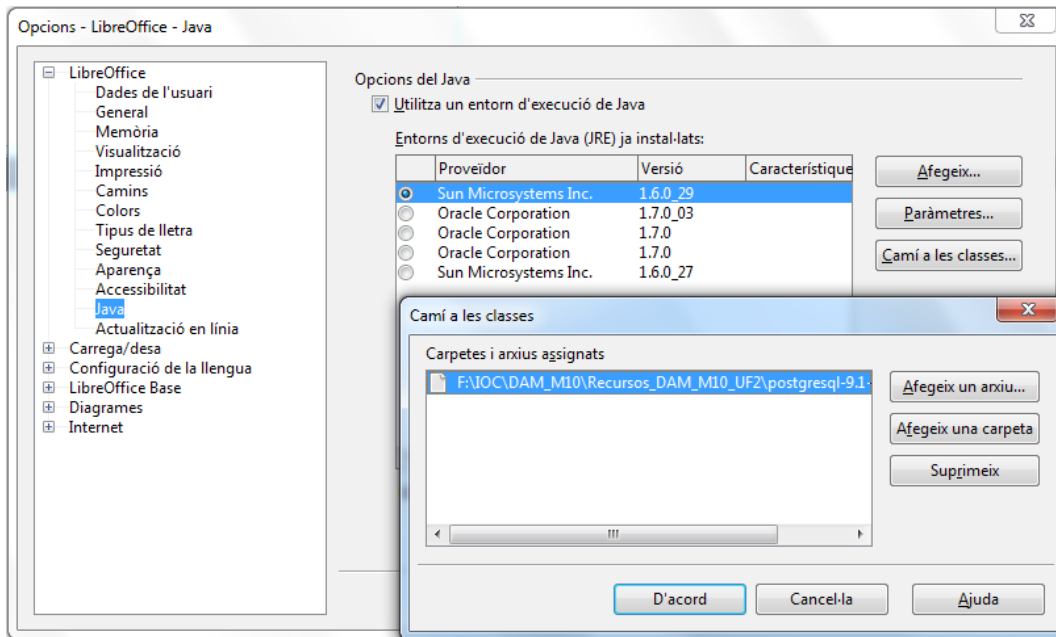 Opcions - LibreOffice - Java
LibreOffice
Dades de l'usuari
General
Memòria
Visualització
Impressió
Camins
Colors
Tipus de lletra
Seguretat
Aparença
Accessibilitat
Java
Actualització en línia
Carrega/desa
Configuració de la llengua
LibreOffice Base
Diagrames
Internet
Opcions del Java
Utilitza un entorn d'execució de Java
Entorns d'execució de Java (JRE) ja instal·lats:
Proveïdor Versió Característique
Sun Microsystems Inc. 1.6.0_29
Oracle Corporation 1.7.0_03
Oracle Corporation 1.7.0
Oracle Corporation 1.7.0
Sun Microsystems Inc. 1.6.0_27
Afegeix...
Paràmetres...
Camí a les classes...
Camí a les classes
Carpetes i arxius assignats
F:\IOC\DAM_M10\Recursos_DAM_M10_UF2\postgresql-9.1-
Afegeix un arxiu...
Afegeix una carpeta
Suprimeix
D'acord
Cancel·la
Ajuda